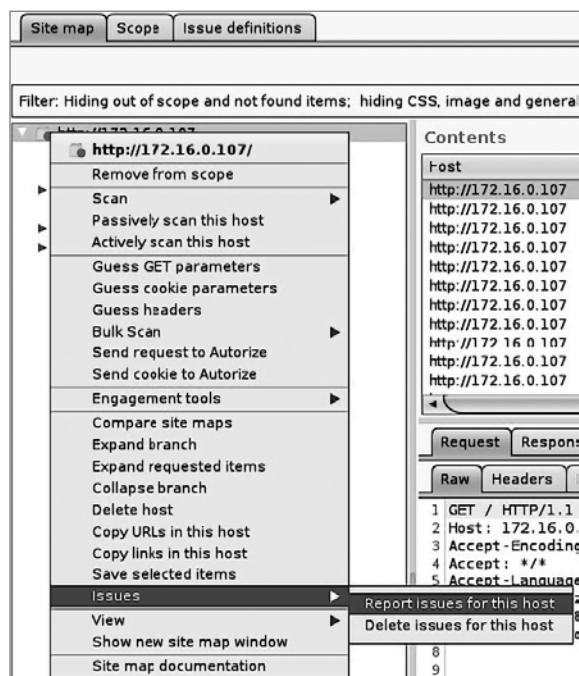 Site map Scope Issue definitions
Filter: Hiding out of scope and not found items; hiding CSS, image and general
http://172.16.0.107
http://172.16.0.107/
Remove from scope
Scan
Passively scan this host
Actively scan this host
Guess GET parameters
Guess cookie parameters
Guess headers
Bulk Scan
Send request to Autorize
Send cookie to Autorize
Engagement tools
Compare site maps
Expand branch
Expand requested items
Collapse branch
Delete host
Copy URLs in this host
Copy links in this host
Save selected items
Issues
View
Show new site map window
Site map documentation
Report issues for this host
Delete issues for this host
Contents
Host
http://172.16.0.107
http://172.16.0.107
http://172.16.0.107
http://172.16.0.107
http://172.16.0.107
http://172.16.0.107
http://172.16.0.107
http://172.16.0.107
http://172.16.0.107
http://172.16.0.107
http://172.16.0.107
Request Respons
Raw Headers
1 GET / HTTP/1.1
2 Host: 172.16.0.
3 Accept-Encoding
4 Accept: */*
5 Accept-Language
8
9